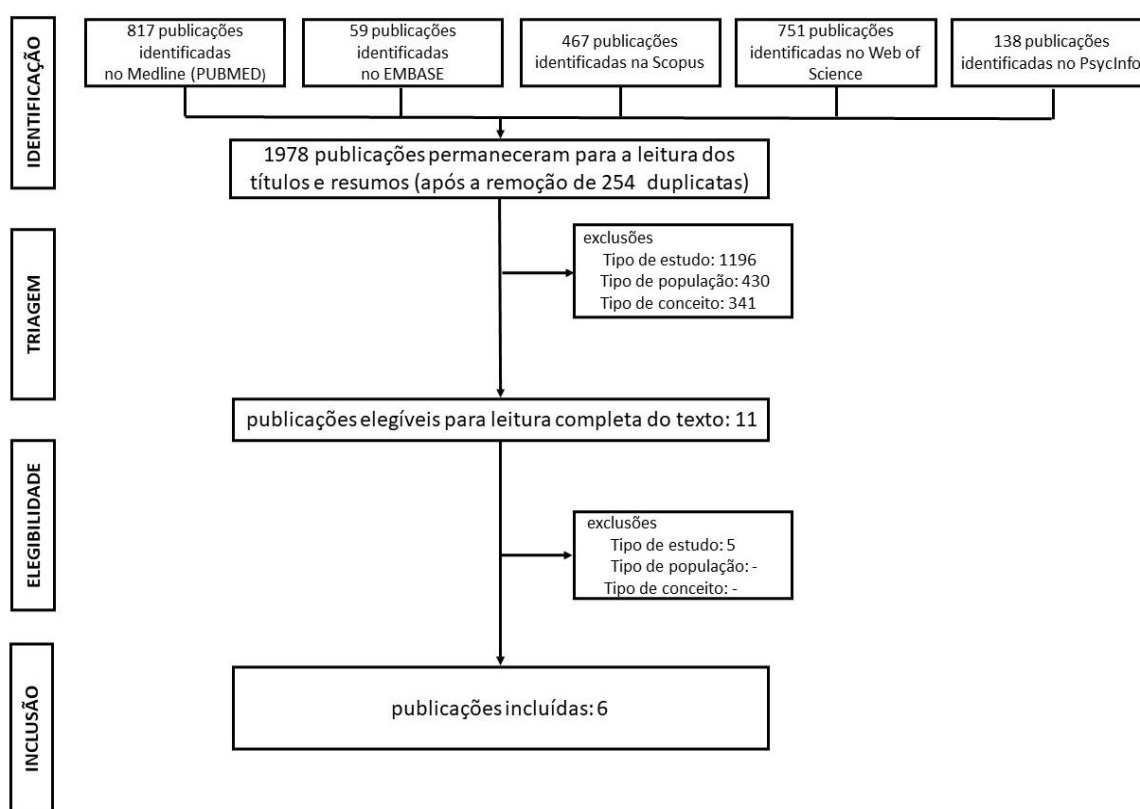 IDENTIFICAÇÃO
817 publicações
identificadas
no Medline (PUBMED)
59 publicações
identificadas
no EMBASE
467 publicações
identificadas na Scopus
751 publicações
identificadas no Web of
Science
138 publicações
identificadas no PsycInfo
1978 publicações permaneceram para a leitura dos
títulos e resumos (após a remoção de 254 duplicatas)
TRIAGEM
exclusões
Tipo de estudo: 1196
Tipo de população: 430
Tipo de conceito: 341
publicações elegíveis para leitura completa do texto: 11
ELEGIBILIDADE
exclusões
Tipo de estudo: 5
Tipo de população: -
Tipo de conceito: -
INCLUSÃO
publicações incluídas: 6